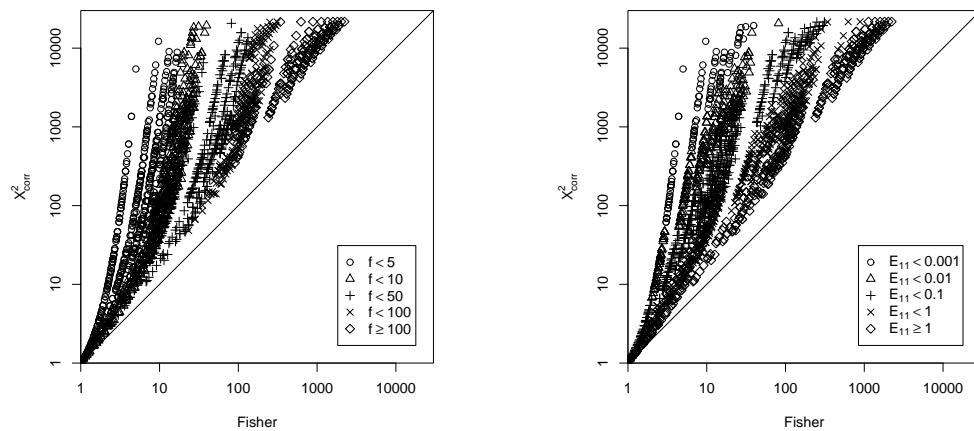 10000
1000
100
10
1
X²corr
1 10 100 1000 10000
Fisher
f < 5
f < 10
f < 50
f < 100
f ≥ 100
10000
1000
100
10
1
X²corr
1 10 100 1000 10000
Fisher
E₁₁ < 0.001
E₁₁ < 0.01
E₁₁ < 0.1
E₁₁ < 1
E₁₁ ≥ 1